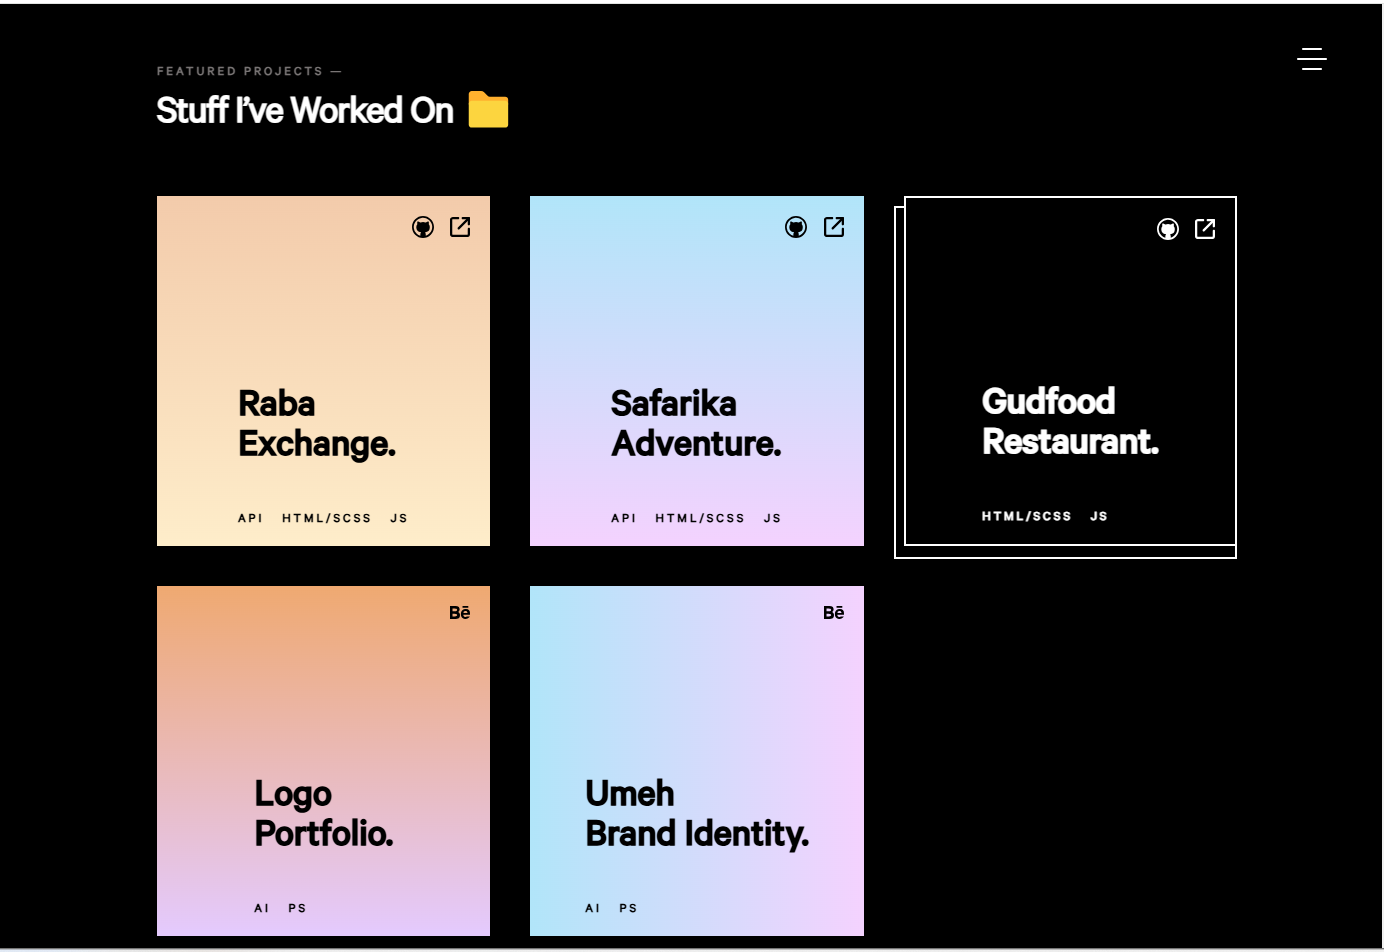 FEATURED PROJECTS —
Stuff I've Worked On
Raba
Exchange.
API HTML/SCSS JS
Safarika
Adventure.
API HTML/SCSS JS
Gudfood
Restaurant.
HTML/SCSS JS
Bē
Logo
Portfolio.
AI PS
Bē
Umeh
Brand Identity.
AI PS